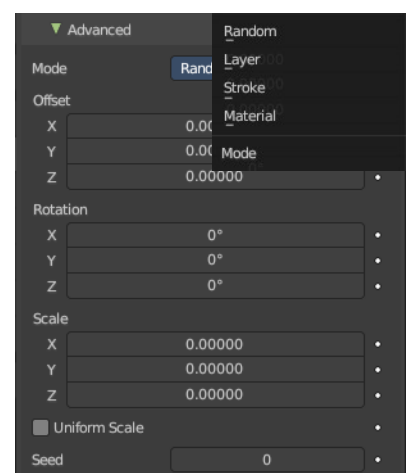 Advanced
Random
Layer
Stroke
Material
Mode
Mode Rand
Offset
X 0.00
Y 0.00
Z 0.00000
Rotation
X 0°
Y 0°
Z 0°
Scale
X 0.00000
Y 0.00000
Z 0.00000
Uniform Scale
Seed 0